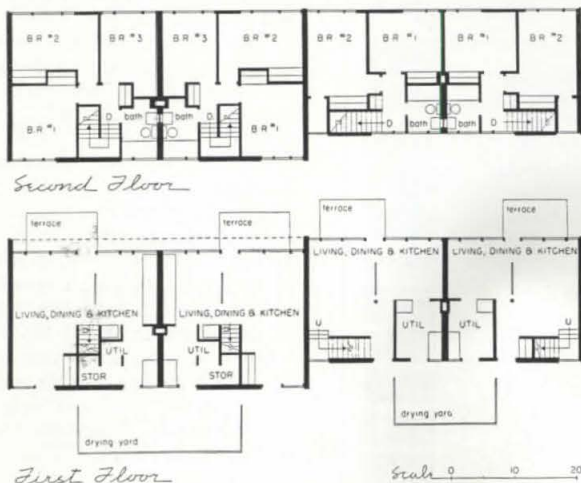 B.R #2 B.R #3 B.R #3 B.R #2 B.R #2 B.R #1 B.R #1 B.R #2
B.R #1 D bath bath D B.R #1 D bath bath D
Second Floor
terrace terrace terrace terrace
LIVING, DINING & KITCHEN LIVING, DINING & KITCHEN LIVING, DINING & KITCHEN LIVING, DINING & KITCHEN
U UTIL UTIL U U UTIL UTIL U
STOR STOR
drying yard drying yard
First Floor Scale 0 10 20